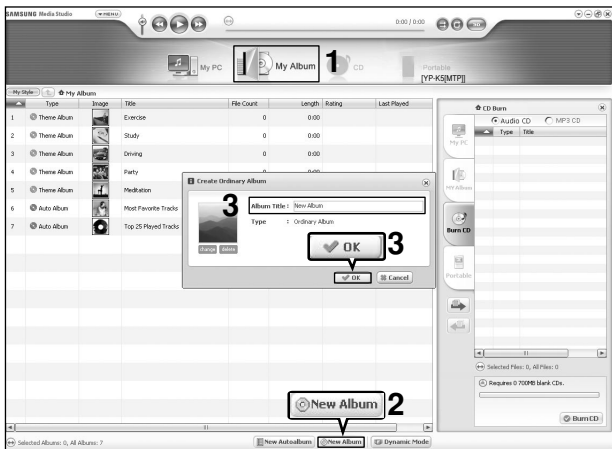 SAMSUNG Media Studio
MENU
0:00 / 0:00
My PC
My Album
1
CD
Portable
[YP-K5[MTP]]
My Style
My Album
Type Image Title File Count Length Rating Last Played
1 Theme Album Exercise 0 0:00
2 Theme Album Study 0 0:00
3 Theme Album Driving 0 0:00
4 Theme Album Party
5 Theme Album Meditation
6 Auto Album Most Favorite Tracks
7 Auto Album Top 25 Played Tracks
Create Ordinary Album
3
Album Title : New Album
Type : Ordinary Album
change delete
OK
3
OK Cancel
New Album
2
Selected Albums: 0, All Albums: 7
New Autoalbum New Album Dynamic Mode
CD Burn
Audio CD MP3 CD
Type Title
My PC
My Album
Burn CD
Portable
Selected Files: 0, All Files: 0
Requires 0 700MB blank CDs.
Burn CD